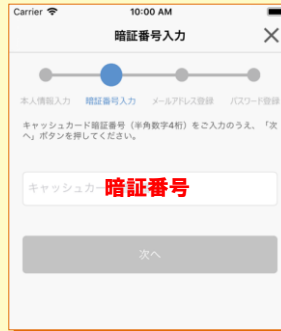 Carrier 10:00 AM
暗証番号入力
本人情報入力 暗証番号入力 メールアドレス登録 パスワード登録
キャッシュカード暗証番号（半角数字4桁）をご入力のうえ、「次
へ」ボタンを押してください。
キャッシュカー 暗証番号
次へ